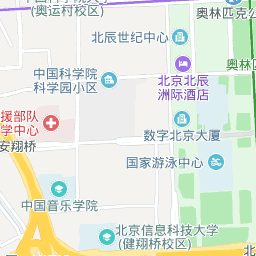 (奥运村校区)
奥林匹克公
北辰世纪中心
奥林
中国科学院
科学园小区
北京北辰
洲际酒店
援部队
学中心
数字北京大厦
安翔桥
国家游泳中心
中国音乐学院
北京信息科技大学
(健翔桥校区)
北